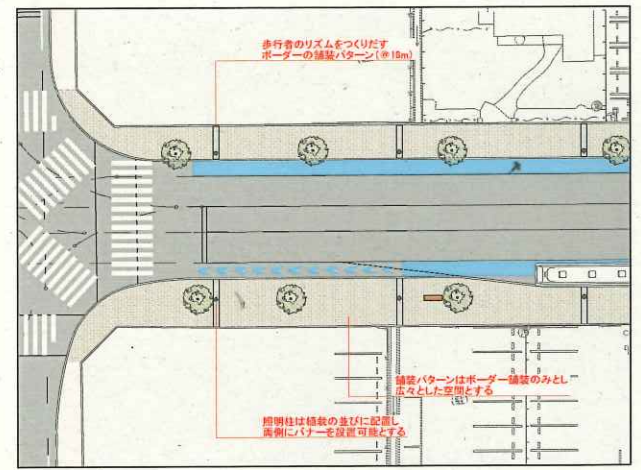 歩行者のリズムをつくりだす
ボーダーの舗装パターン(@10m)
舗装パターンはボーダー舗装のみとし
広々とした空間とする
照明柱は植栽の並びに配置し
両側にバナーを設置可能とする